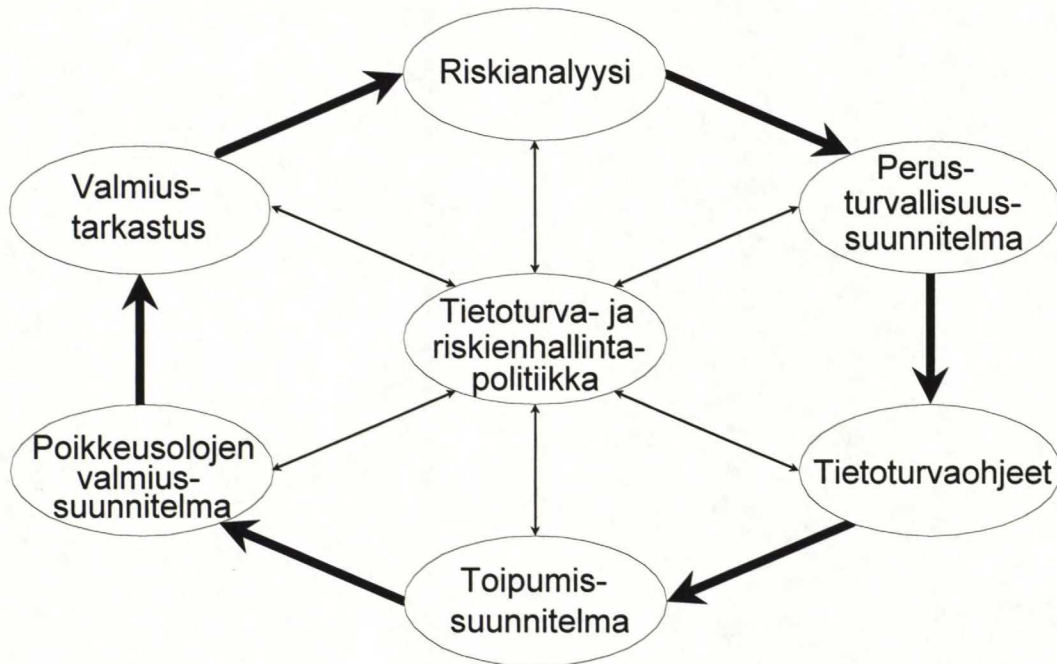 Riskianalyysi
Perus-
turvallisuus-
suunnitelma
Tietoturvaohjeet
Toipumis-
suunnitelma
Poikkeusolojen
valmius-
suunnitelma
Valmius-
tarkastus
Tietoturva- ja
riskienhallinta-
politiikka